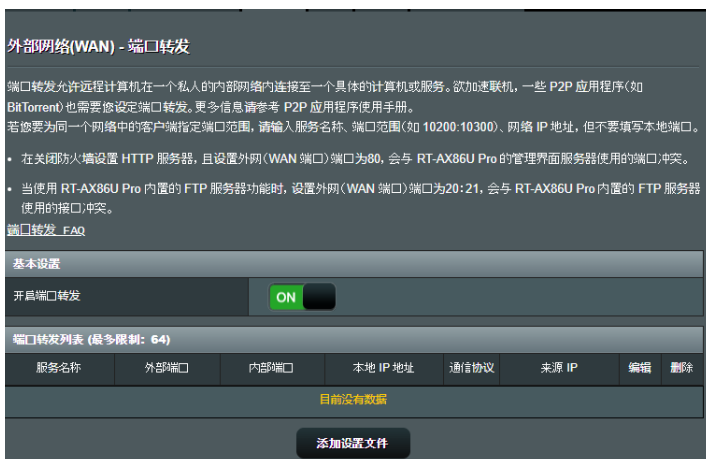 外部网络(WAN) - 端口转发
端口转发允许远程计算机在一个私人的内部网络内连接至一个具体的计算机或服务。欲加速联机，一些 P2P 应用程序(如
BitTorrent)也需要您设定端口转发。更多信息请参考 P2P 应用程序使用手册。
若您要为同一个网络中的客户端指定端口范围，请输入服务名称、端口范围(如 10200:10300)、网络 IP 地址，但不要填写本地端口。
• 在关闭防火墙设置 HTTP 服务器，且设置外网(WAN 端口)端口为80，会与 RT-AX86U Pro 的管理界面服务器使用的端口冲突。
• 当使用 RT-AX86U Pro 内置的 FTP 服务器功能时，设置外网(WAN 端口)端口为20：21，会与 RT-AX86U Pro 内置的 FTP 服务器
使用的接口冲突。
端口转发 FAQ
基本设置
开启端口转发 ON
端口转发列表 (最多限制: 64)
服务名称 外部端口 内部端口 本地 IP 地址 通信协议 来源 IP 编辑 删除
目前没有数据
添加设置文件